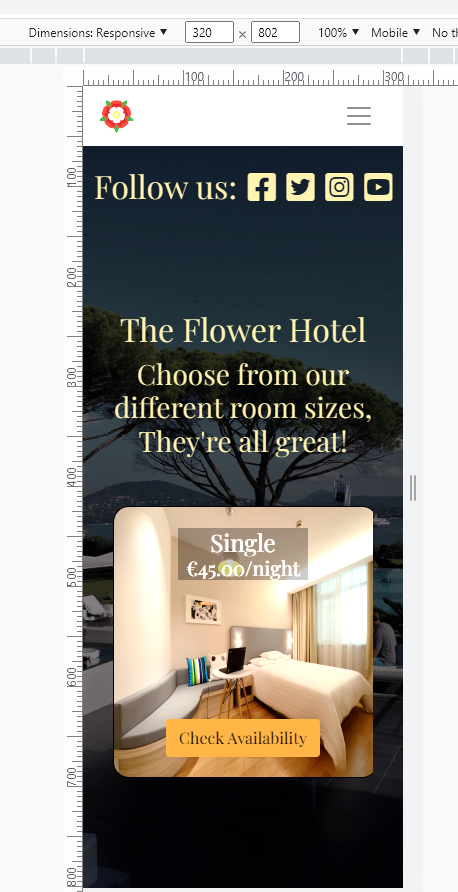 Dimensions: Responsive ▼ 320 × 802 100% ▼ Mobile ▼ No th
100 200 300
Follow us:
100
200
The Flower Hotel
300
Choose from our
different room sizes,
They're all great!
400
500
Single
€45.00/night
600
Check Availability
700
800